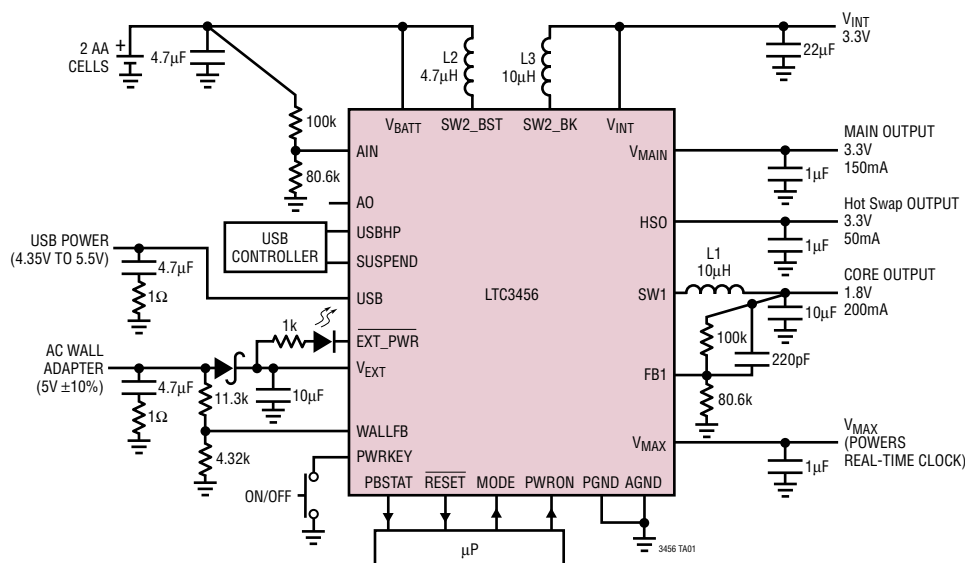 2 AA
CELLS
4.7µF
L2
4.7µH
L3
10µH
22µF
VINT
3.3V
100k
80.6k
VBATT
SW2_BST
SW2_BK
VINT
AIN
AO
USBHP
SUSPEND
USB
EXT_PWR
VEXT
WALLFB
PWRKEY
PBSTAT
RESET
MODE
PWRON
PGND
AGND
LTC3456
VMAIN
HSO
SW1
FB1
VMAX
USB
CONTROLLER
USB POWER
(4.35V TO 5.5V)
4.7µF
1Ω
1k
AC WALL
ADAPTER
(5V ±10%)
4.7µF
1Ω
11.3k
10µF
4.32k
ON/OFF
µP
MAIN OUTPUT
3.3V
150mA
1µF
Hot Swap OUTPUT
3.3V
50mA
1µF
L1
10µH
CORE OUTPUT
1.8V
200mA
10µF
100k
220pF
80.6k
VMAX
(POWERS
REAL-TIME CLOCK)
1µF
3456 TA01